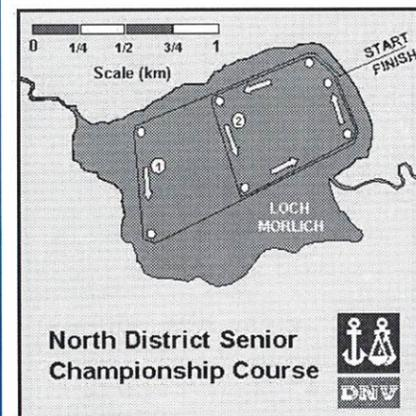 0 1/4 1/2 3/4 1
Scale (km)
START
FINISH
2
1
LOCH
MORLICH
North District Senior
Championship Course
DNV